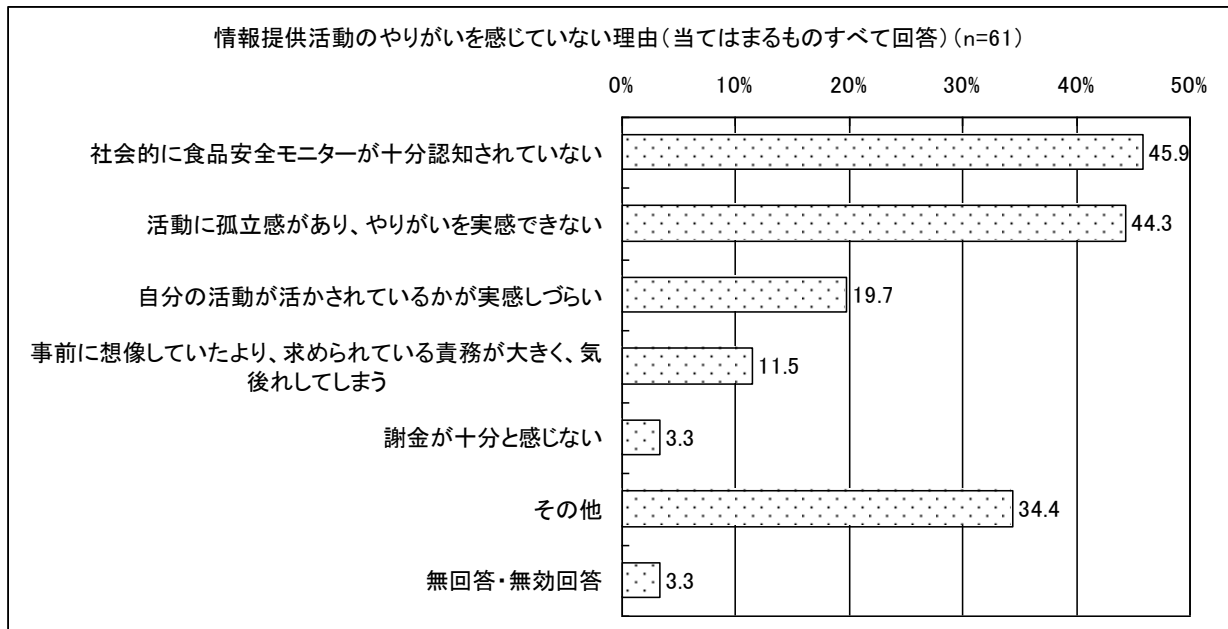 情報提供活動のやりがいを感じていない理由(当てはまるものすべて回答)(n=61)
0% 10% 20% 30% 40% 50%
社会的に食品安全モニターが十分認知されていない 45.9
活動に孤立感があり、やりがいを実感できない 44.3
自分の活動が活かされているかが実感しづらい 19.7
事前に想像していたより、求められている責務が大きく、気
後れしてしまう 11.5
謝金が十分と感じない 3.3
その他 34.4
無回答・無効回答 3.3